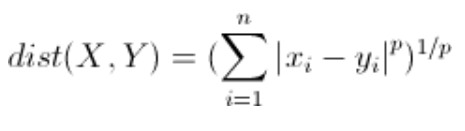 dist(X, Y) = (∑_{i=1}^{n} |x_i − y_i|^p)^{1/p}